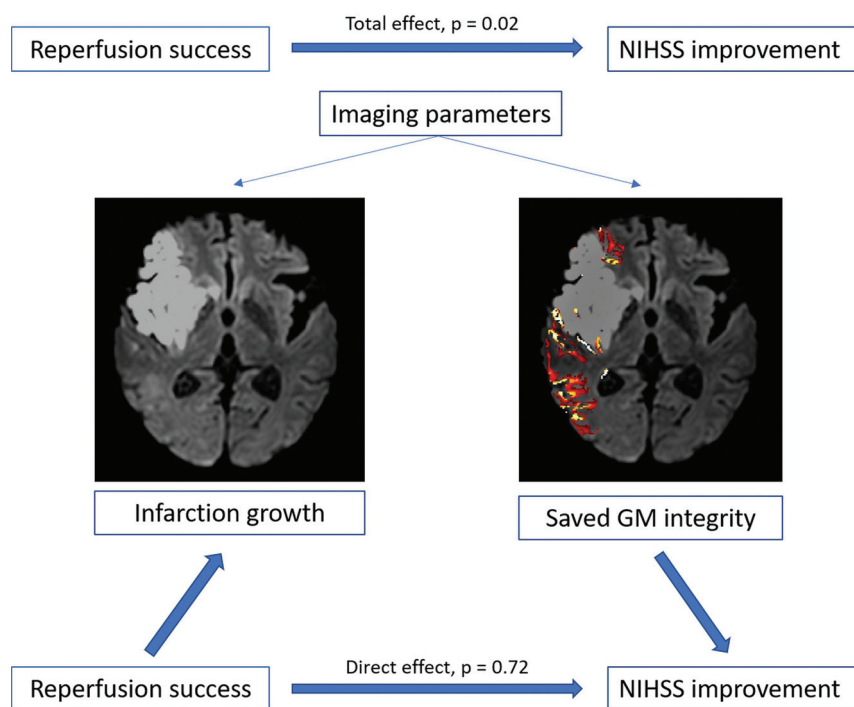 Total effect, p = 0.02
Reperfusion success
NIHSS improvement
Imaging parameters
Infarction growth
Saved GM integrity
Direct effect, p = 0.72
Reperfusion success
NIHSS improvement